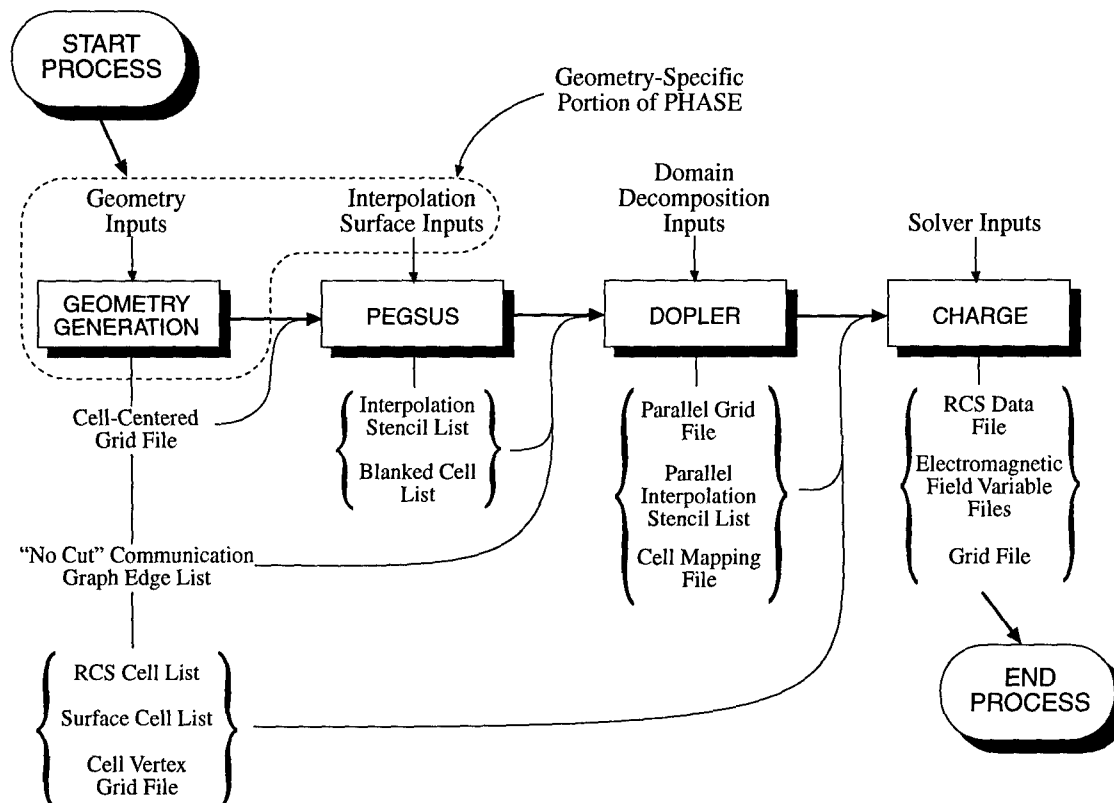 START
PROCESS
Geometry-Specific
Portion of PHASE
Geometry
Inputs
Interpolation
Surface Inputs
Domain
Decomposition
Inputs
Solver Inputs
GEOMETRY
GENERATION
PEGSUS
DOPLER
CHARGE
Cell-Centered
Grid File
Interpolation
Stencil List
Blanked Cell
List
Parallel Grid
File
Parallel
Interpolation
Stencil List
Cell Mapping
File
RCS Data
File
Electromagnetic
Field Variable
Files
Grid File
“No Cut” Communication
Graph Edge List
RCS Cell List
Surface Cell List
Cell Vertex
Grid File
END
PROCESS